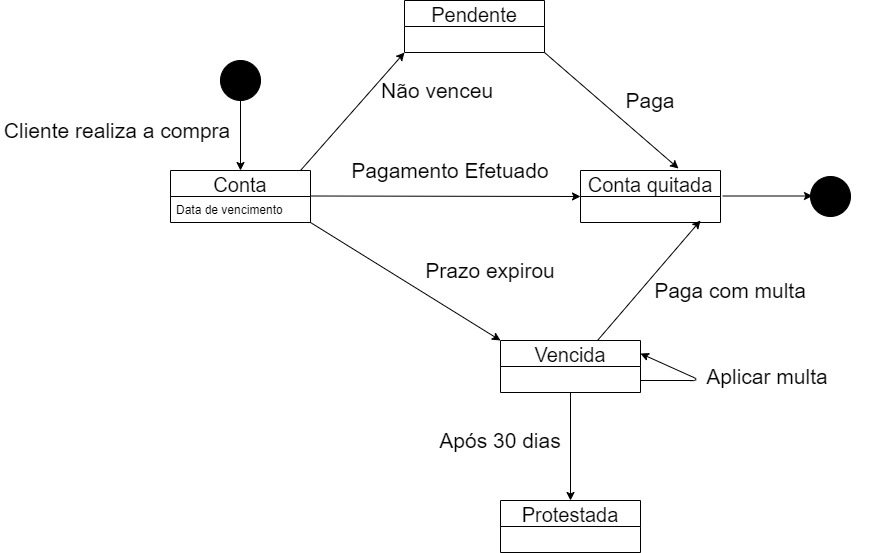 Pendente
Não venceu
Paga
Cliente realiza a compra
Pagamento Efetuado
Conta
Data de vencimento
Conta quitada
Prazo expirou
Paga com multa
Vencida
Aplicar multa
Após 30 dias
Protestada